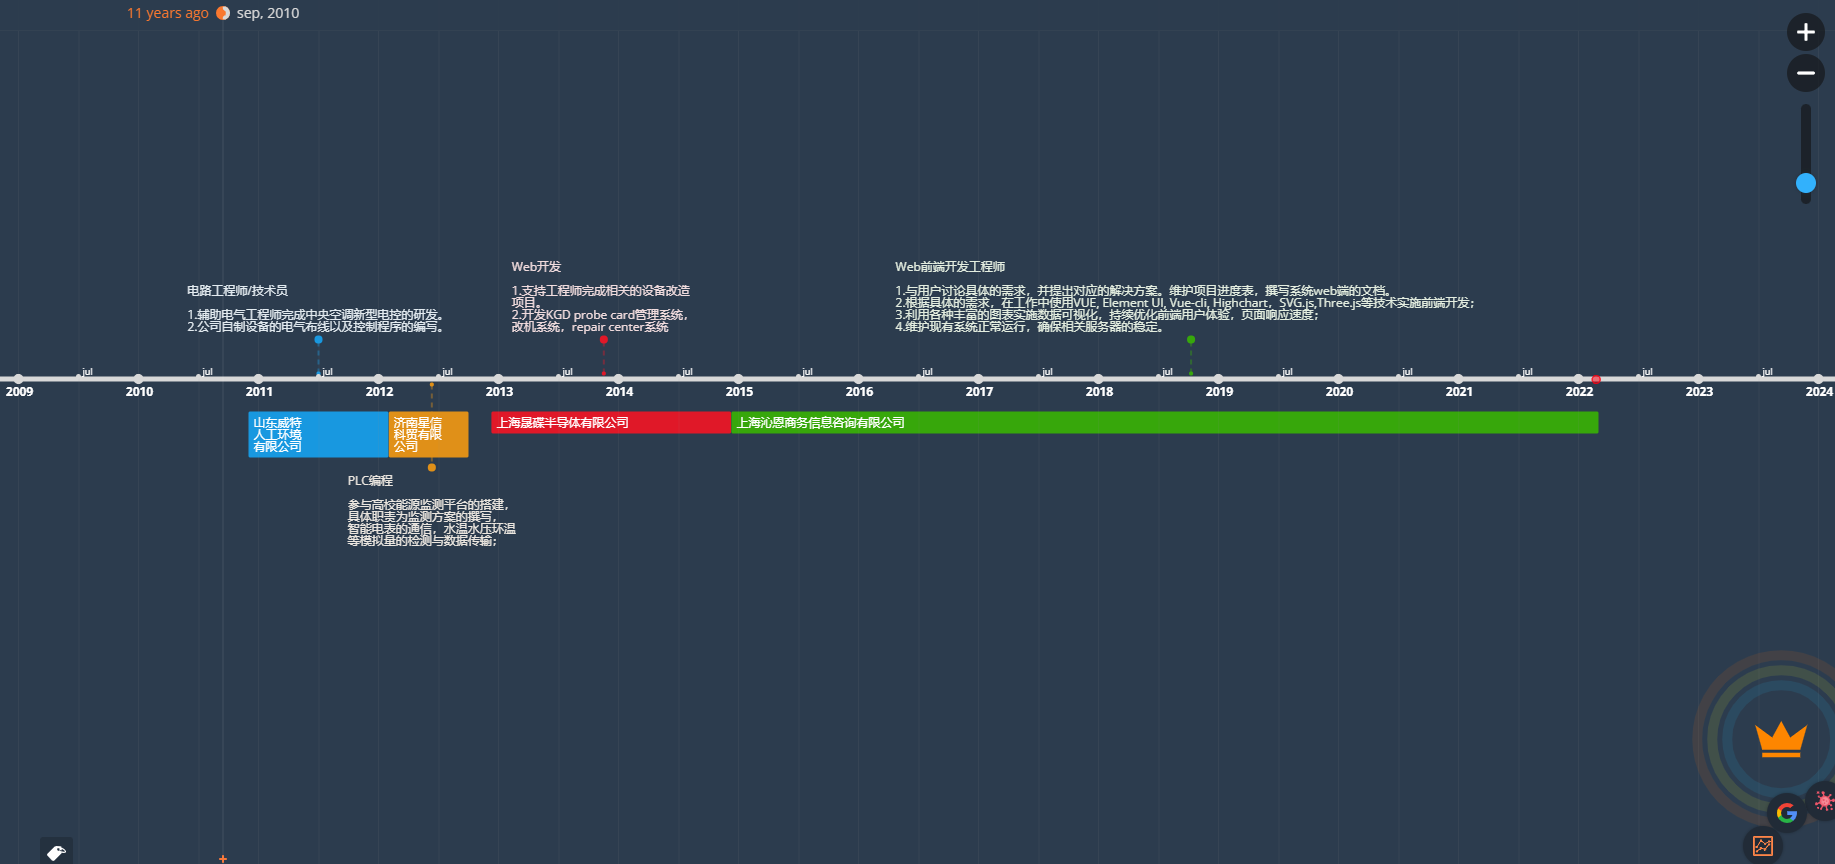 11 years ago sep, 2010
Web开发
Web前端开发工程师
电路工程师/技术员
1.支持工程师完成相关的设备改造
项目。
2.开发KGD probe card管理系统，
改机系统，repair center系统
1.与用户讨论具体的需求，并提出对应的解决方案。维护项目进度表，撰写系统web端的文档。
2.根据具体的需求，在工作中使用VUE, Element UI, Vue-cli, Highchart，SVG.js,Three.js等技术实施前端开发；
3.利用各种丰富的图表实施数据可视化，持续优化前端用户体验，页面响应速度；
4.维护现有系统正常运行，确保相关服务器的稳定。
1.辅助电气工程师完成中央空调新型电控的研发。
2.公司自制设备的电气布线以及控制程序的编写。
jul jul jul jul jul jul jul jul jul jul jul jul jul jul jul
2009 2010 2011 2012 2013 2014 2015 2016 2017 2018 2019 2020 2021 2022 2023 2024
山东威特
人工环境
有限公司
济南星信
科贸有限
公司
上海晟碟半导体有限公司
上海沁恩商务信息咨询有限公司
PLC编程
参与高校能源监测平台的搭建，
具体职责为监测方案的撰写，
智能电表的通信，水温水压环温
等模拟量的检测与数据传输；